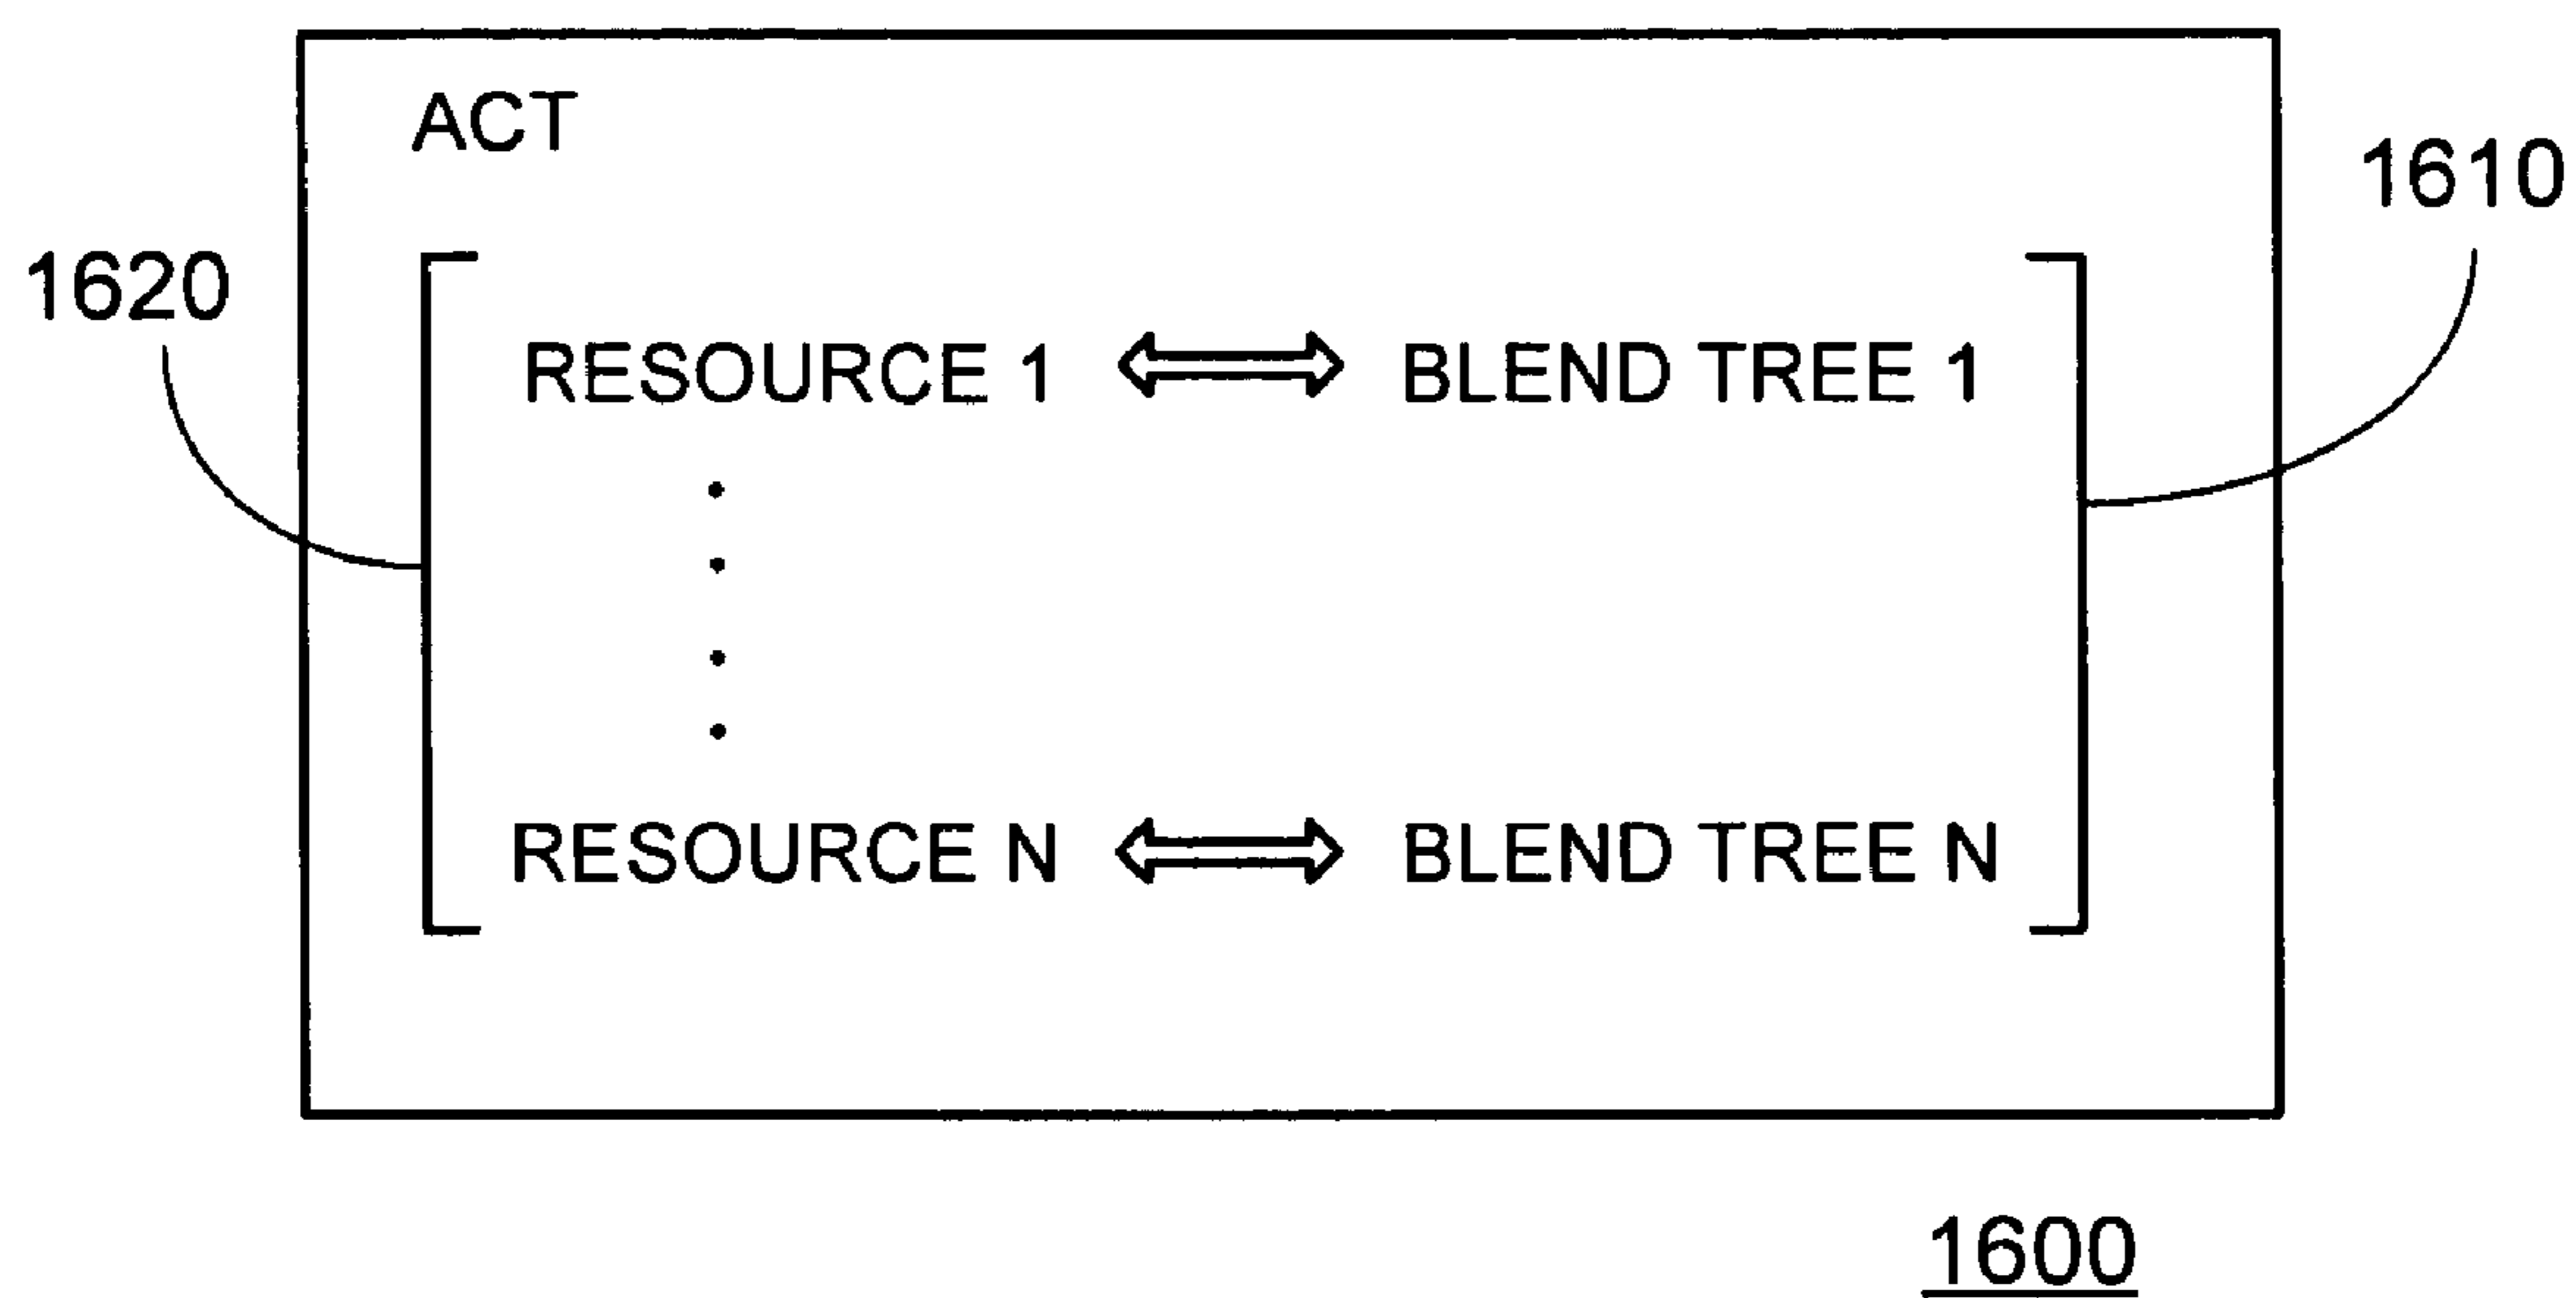 ACT
1610
1620
RESOURCE 1 BLEND TREE 1
RESOURCE N BLEND TREE N
1600